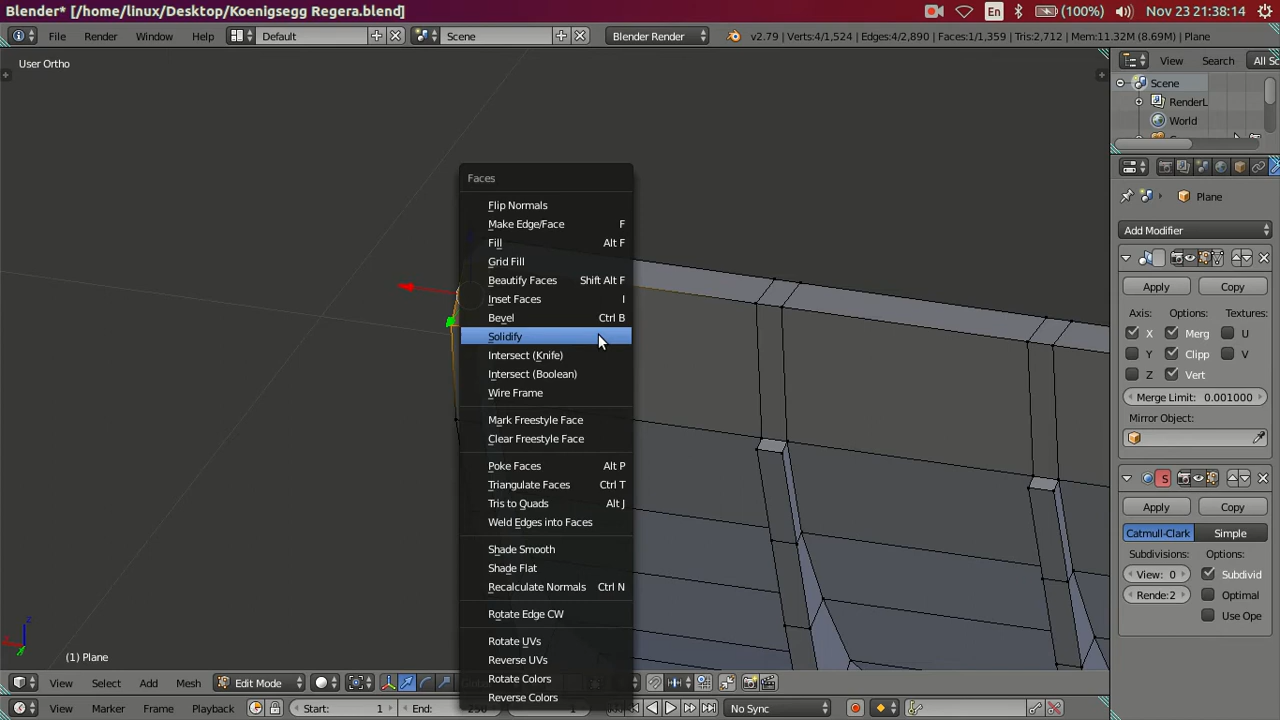 Blender* [/home/linux/Desktop/Koenigsegg Regera.blend]
En (100%) Nov 23 21:38:14
File Render Window Help Default Scene Blender Render v2.79 | Verts:4/1,524 | Edges:4/2,890 | Faces:1/1,359 | Tris:2,712 | Mem:11.32M (8.69M) | Plane
User Ortho
View Search All Sc
Scene
RenderL
World
Plane
Add Modifier
Apply Copy
Axis: Options:
X Merg U
Y Clipp V
Z Vert
Merge Limit: 0.001000
Mirror Object:
S
Apply Copy
Catmull-Clark Simple
Subdivisions: Options:
View: 0 Subdivid
Rende: 2 Optimal
Use Ope
Faces
Flip Normals
Make Edge/Face F
Fill Alt F
Grid Fill
Beautify Faces Shift Alt F
Inset Faces I
Bevel Ctrl B
Solidify
Intersect (Knife)
Intersect (Boolean)
Wire Frame
Mark Freestyle Face
Clear Freestyle Face
Poke Faces Alt P
Triangulate Faces Ctrl T
Tris to Quads Alt J
Weld Edges into Faces
Shade Smooth
Shade Flat
Recalculate Normals Ctrl N
Rotate Edge CW
Rotate UVs
Reverse UVs
Rotate Colors
Reverse Colors
(1) Plane
View Select Add Mesh Edit Mode
View Marker Frame Playback Start: 1 End: No Sync